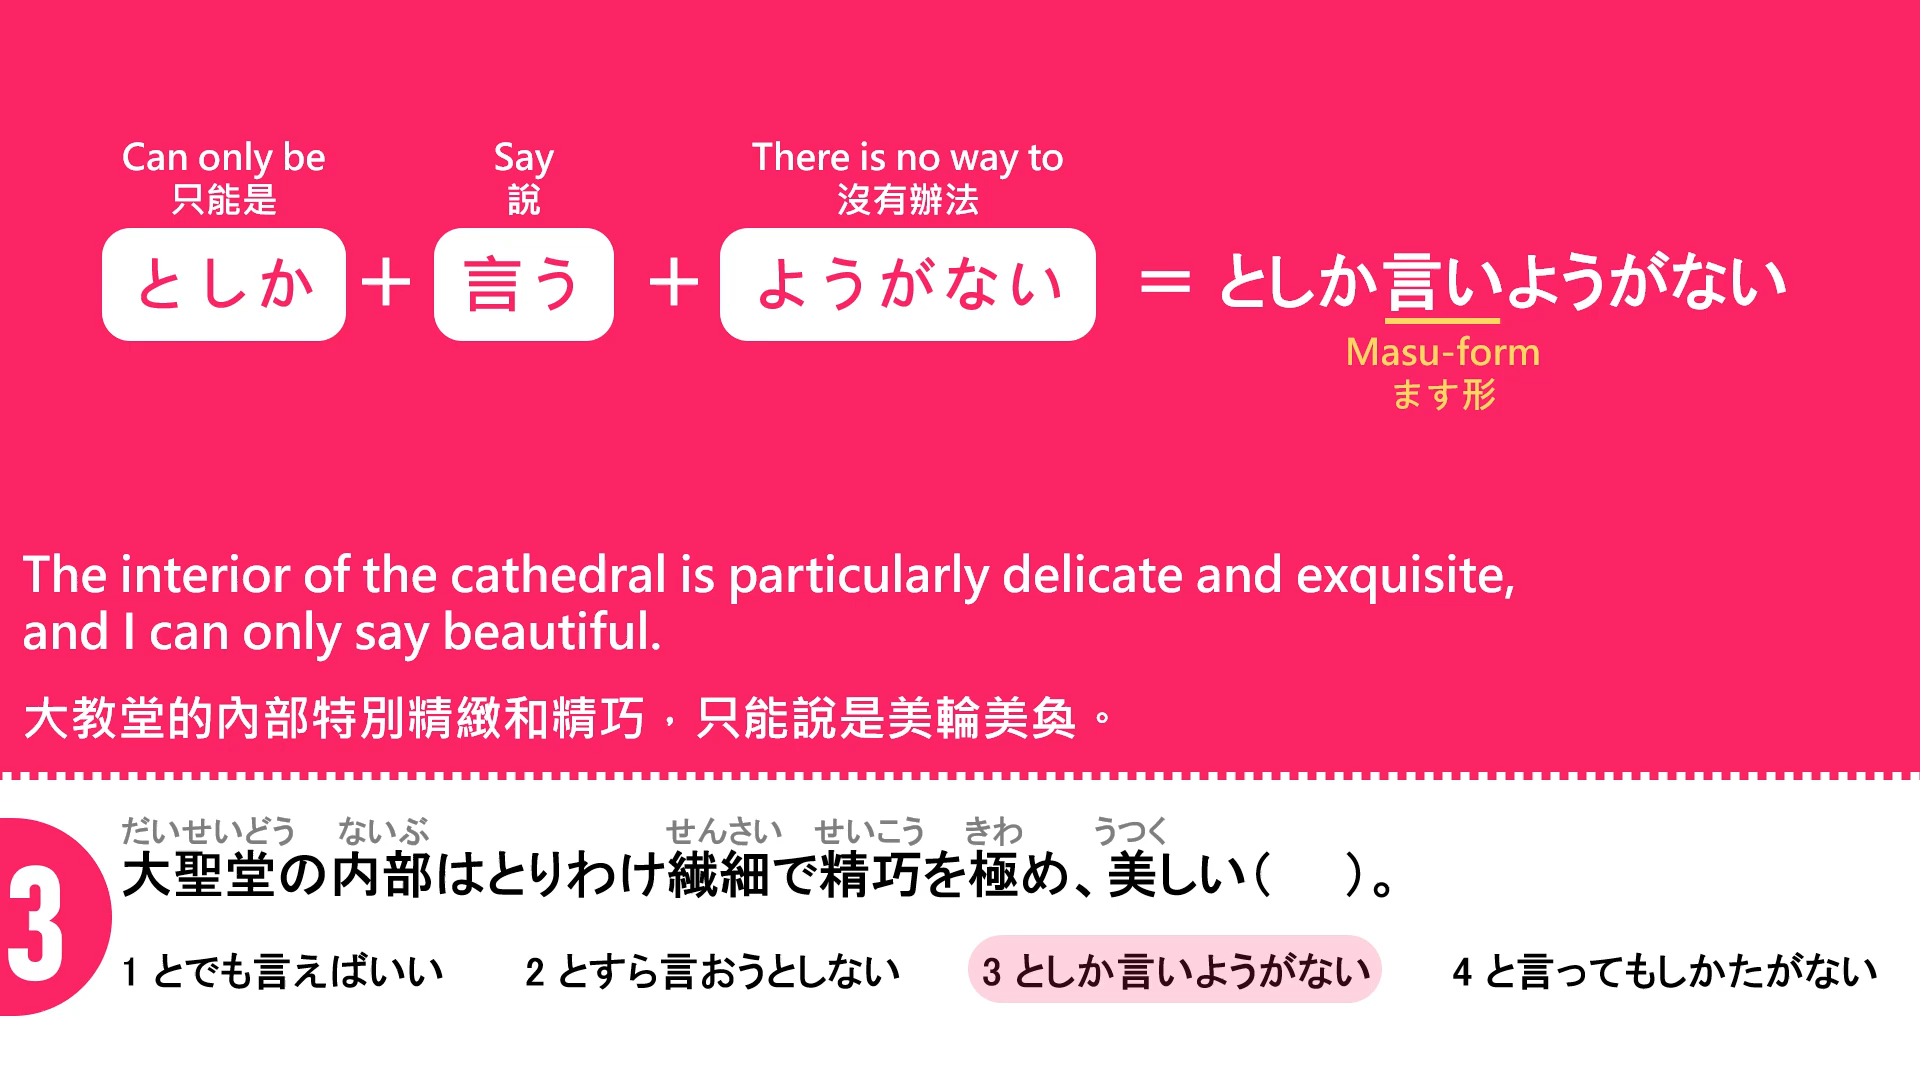 Can only be
只能是
としか
+
Say
說
言う
+
There is no way to
沒有辦法
ようがない
=
としか言いようがない
Masu-form
ます形
The interior of the cathedral is particularly delicate and exquisite,
and I can only say beautiful.
大教堂的內部特別精緻和精巧，只能說是美輪美奐。
3
だいせいどう ないぶ せんさい せいこう きわ うつく
大聖堂の内部はとりわけ繊細で精巧を極め、美しい（　　）。
1 とでも言えばいい 2 とすら言おうとしない 3 としか言いようがない 4 と言ってもしかたがない